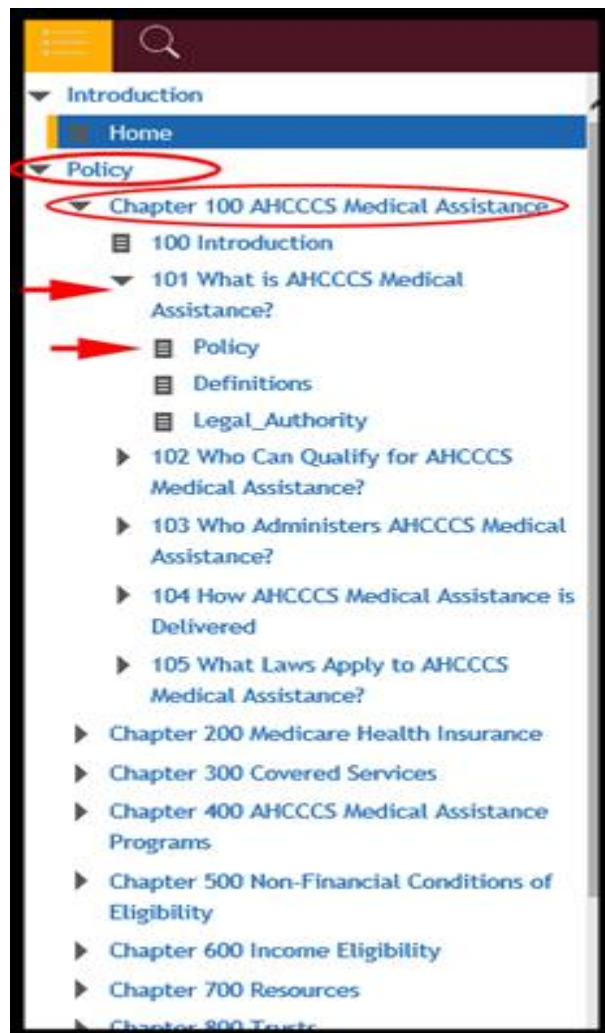 Introduction
Home
Policy
Chapter 100 AHCCCS Medical Assistance
100 Introduction
101 What is AHCCCS Medical
Assistance?
Policy
Definitions
Legal_Authority
102 Who Can Qualify for AHCCCS
Medical Assistance?
103 Who Administers AHCCCS Medical
Assistance?
104 How AHCCCS Medical Assistance is
Delivered
105 What Laws Apply to AHCCCS
Medical Assistance?
Chapter 200 Medicare Health Insurance
Chapter 300 Covered Services
Chapter 400 AHCCCS Medical Assistance
Programs
Chapter 500 Non-Financial Conditions of
Eligibility
Chapter 600 Income Eligibility
Chapter 700 Resources
Chapter 800 Trusts